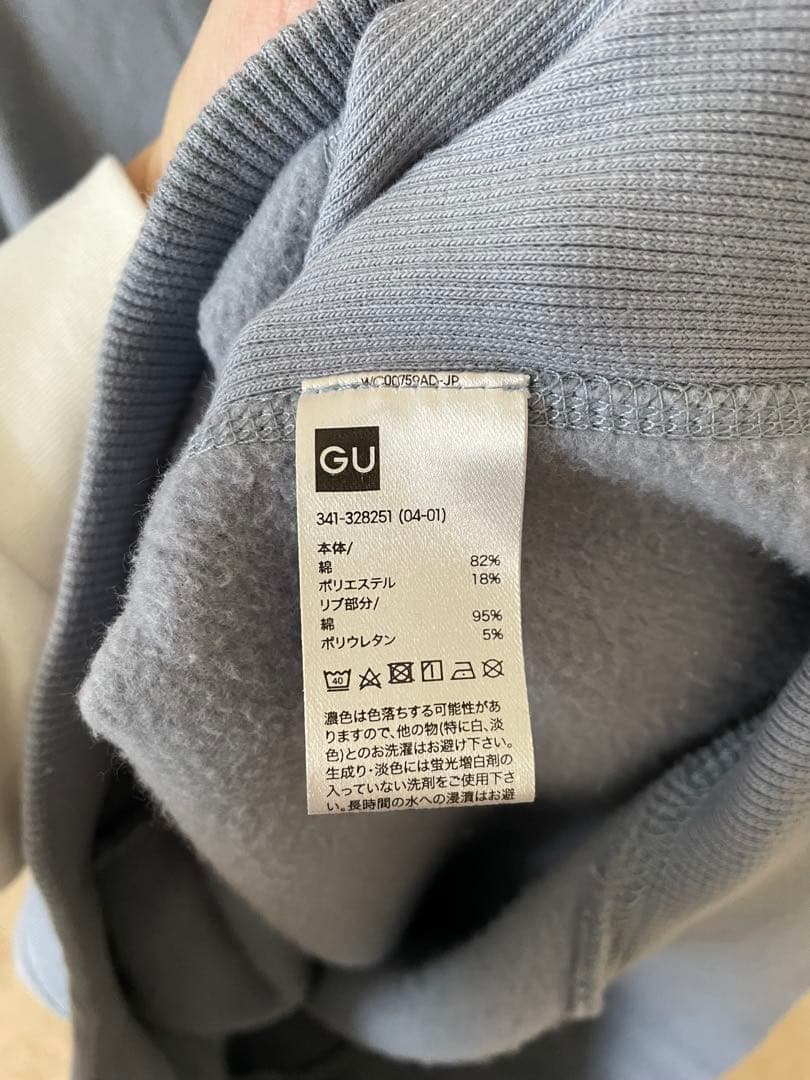 WC00759AD-JP
GU
341-328251 (04-01)
本体/
綿 82%
ポリエステル 18%
リブ部分/
綿 95%
ポリウレタン 5%
40
濃色は色落ちする可能性があ
りますので、他の物(特に白、淡
色)とのお洗濯はお避け下さい。
生成り・淡色には蛍光増白剤の
入っていない洗剤をご使用下さ
い。長時間の水への浸漬はお避